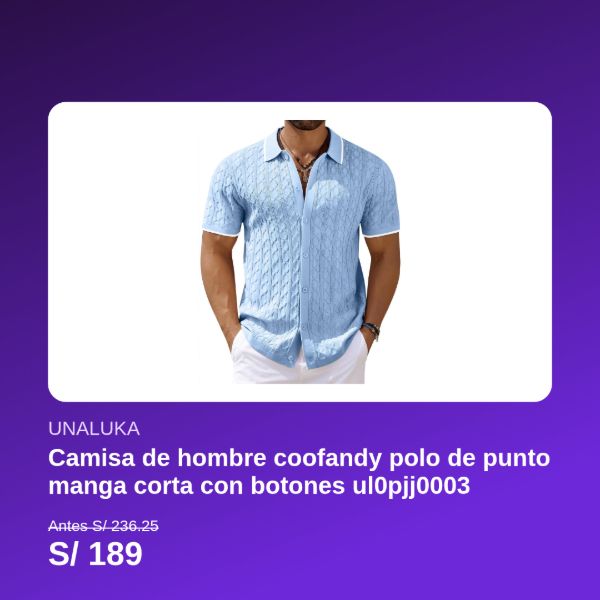 UNALUKA
Camisa de hombre coofandy polo de punto
manga corta con botones ul0pjj0003
Antes S/ 236.25
S/ 189